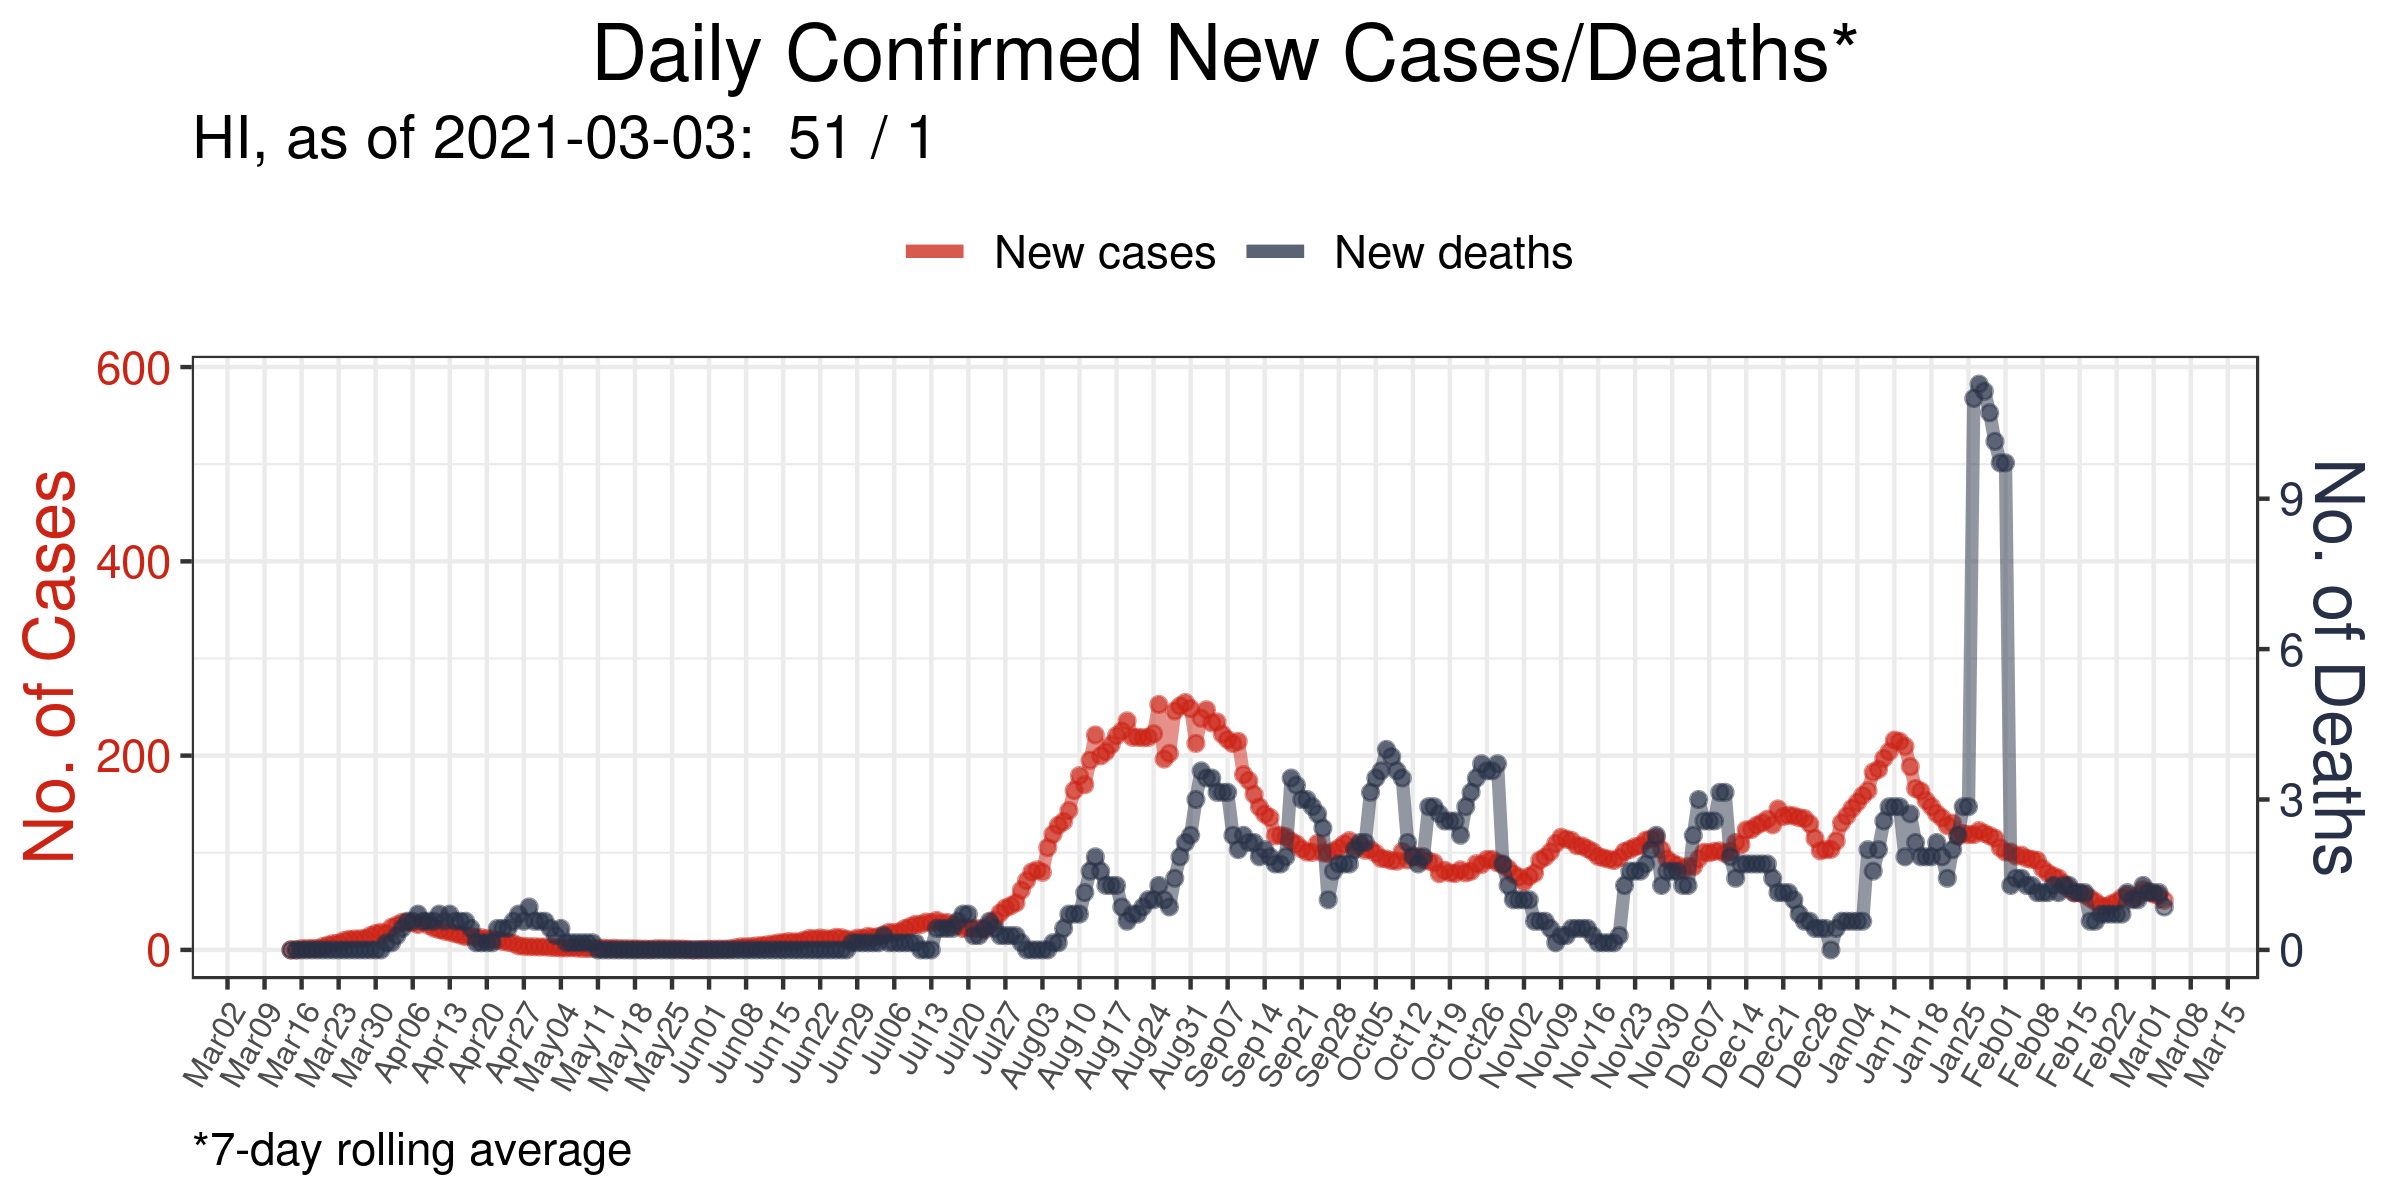 Daily Confirmed New Cases/Deaths*
HI, as of 2021-03-03:  51 / 1
New cases
New deaths
No. of Cases
600
400
200
0
No. of Deaths
9
6
3
0
Mar02
Mar09
Mar16
Mar23
Mar30
Apr06
Apr13
Apr20
Apr27
May04
May11
May18
May25
Jun01
Jun08
Jun15
Jun22
Jun29
Jul06
Jul13
Jul20
Jul27
Aug03
Aug10
Aug17
Aug24
Aug31
Sep07
Sep14
Sep21
Sep28
Oct05
Oct12
Oct19
Oct26
Nov02
Nov09
Nov16
Nov23
Nov30
Dec07
Dec14
Dec21
Dec28
Jan04
Jan11
Jan18
Jan25
Feb01
Feb08
Feb15
Feb22
Mar01
Mar08
Mar15
*7-day rolling average